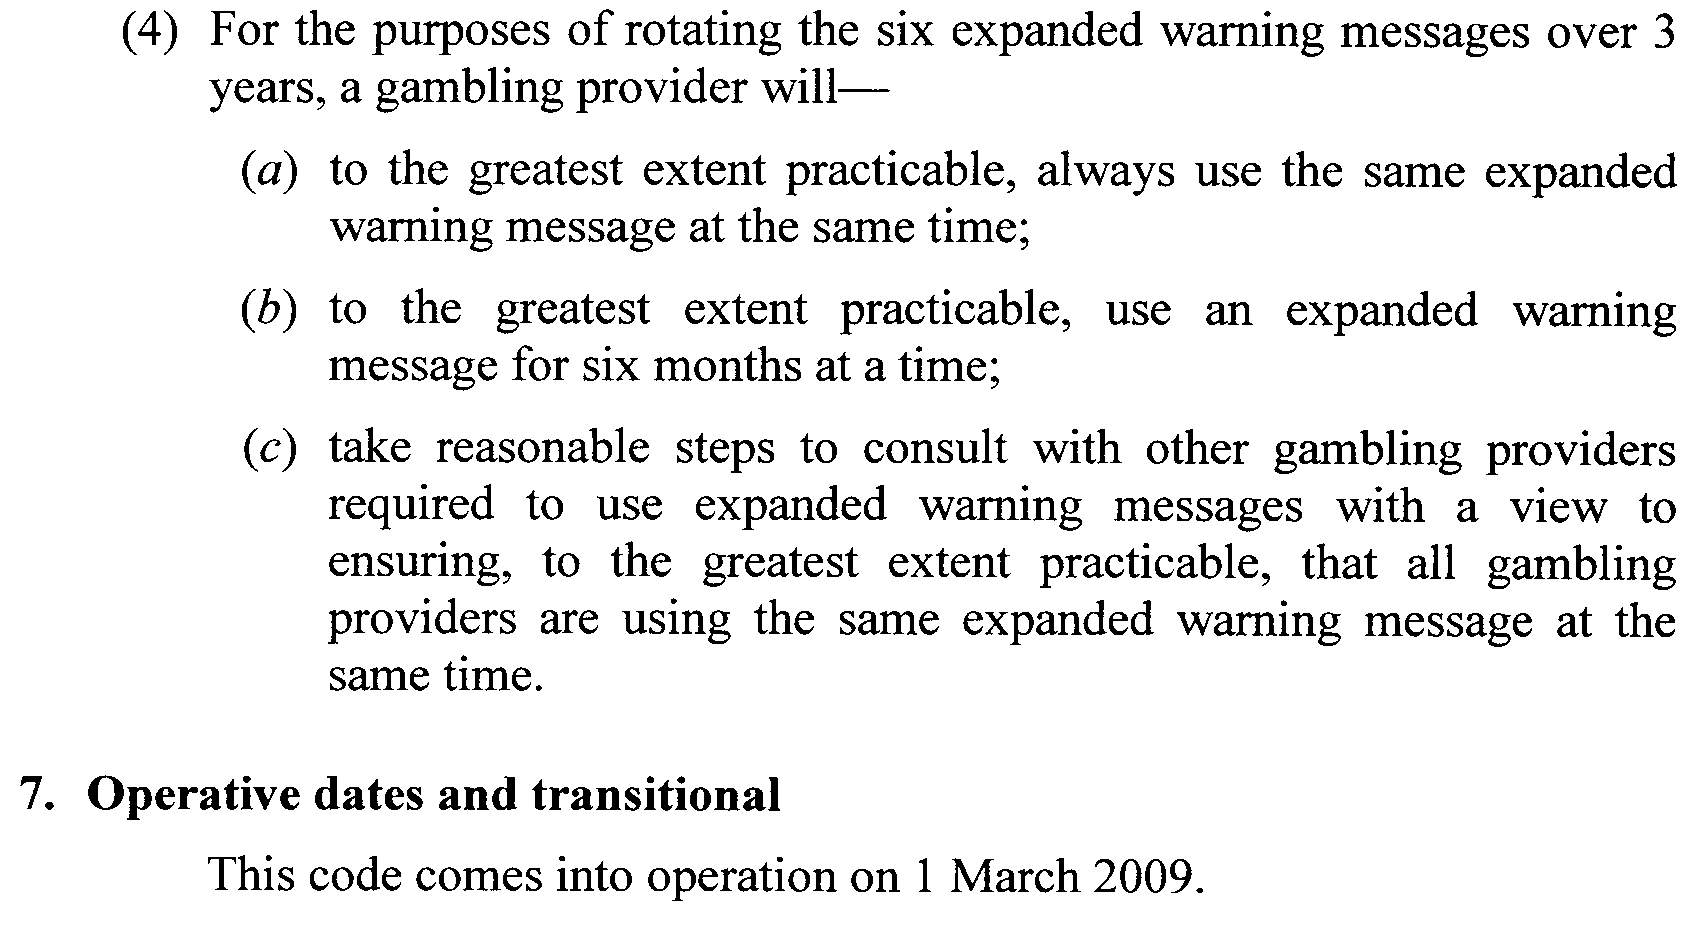 (4) For the purposes of rotating the six expanded warning messages over 3
years, a gambling provider will—
(a) to the greatest extent practicable, always use the same expanded
warning message at the same time;
(b) to the greatest extent practicable, use an expanded warning
message for six months at a time;
(c) take reasonable steps to consult with other gambling providers
required to use expanded warning messages with a view to
ensuring, to the greatest extent practicable, that all gambling
providers are using the same expanded warning message at the
same time.
7. Operative dates and transitional
This code comes into operation on 1 March 2009.